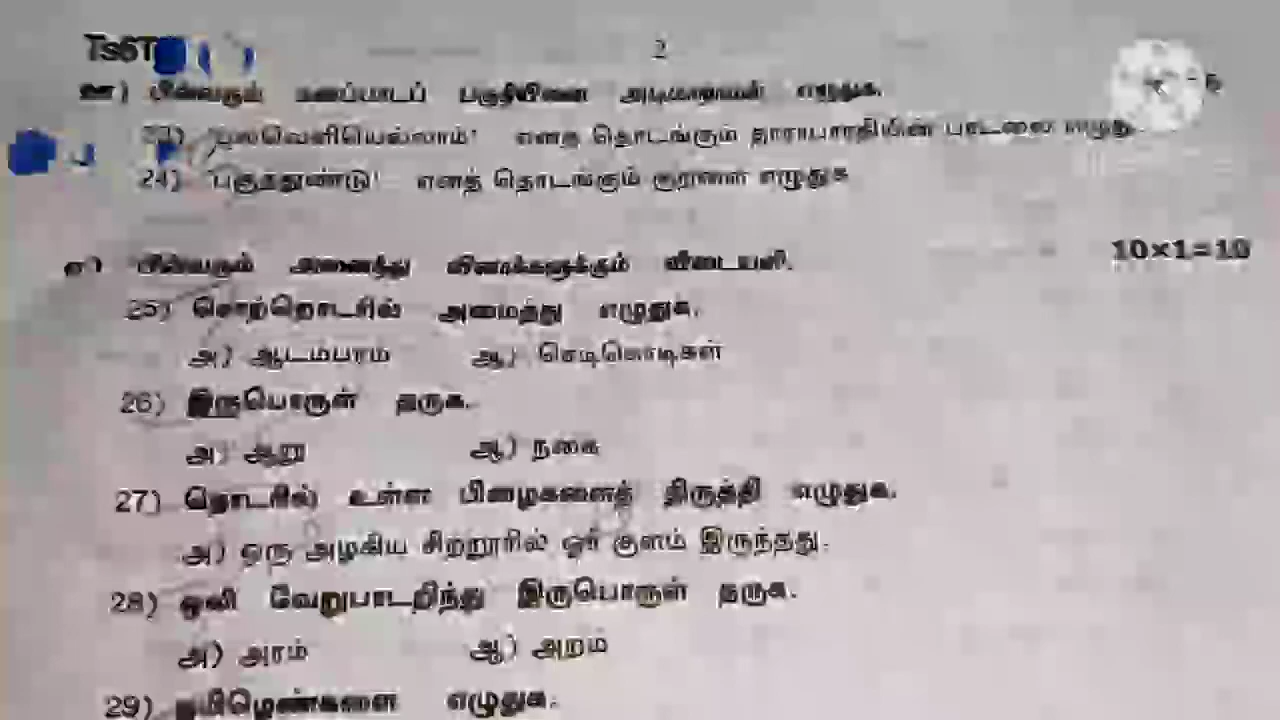 Ts6T
2
ஊ) பின்வரும் மனப்பாடப் பகுதியினை அடிமாறாமல் எழுதுக.
23) 'புல்வெளியெல்லாம்' எனத் தொடங்கும் தாராபாரதியின் பாடலை எழுது
24) 'பகுத்துண்டு' எனத் தொடங்கும் குறளை எழுதுக
எ) பின்வரும் அனைத்து வினாக்களுக்கும் விடையளி. 10×1=10
25) சொற்றொடரில் அமைத்து எழுதுக.
அ) ஆடம்பரம் ஆ) செடிகொடிகள்
26) இருபொருள் தருக.
அ) ஆறு ஆ) நகை
27) தொடரில் உள்ள பிழைகளைத் திருத்தி எழுதுக.
அ) ஒரு அழகிய சிற்றூரில் ஓர் குளம் இருந்தது.
28) ஒலி வேறுபாடறிந்து இருபொருள் தருக.
அ) அரம் ஆ) அறம்
29) தமிழெண்களை எழுதுக.